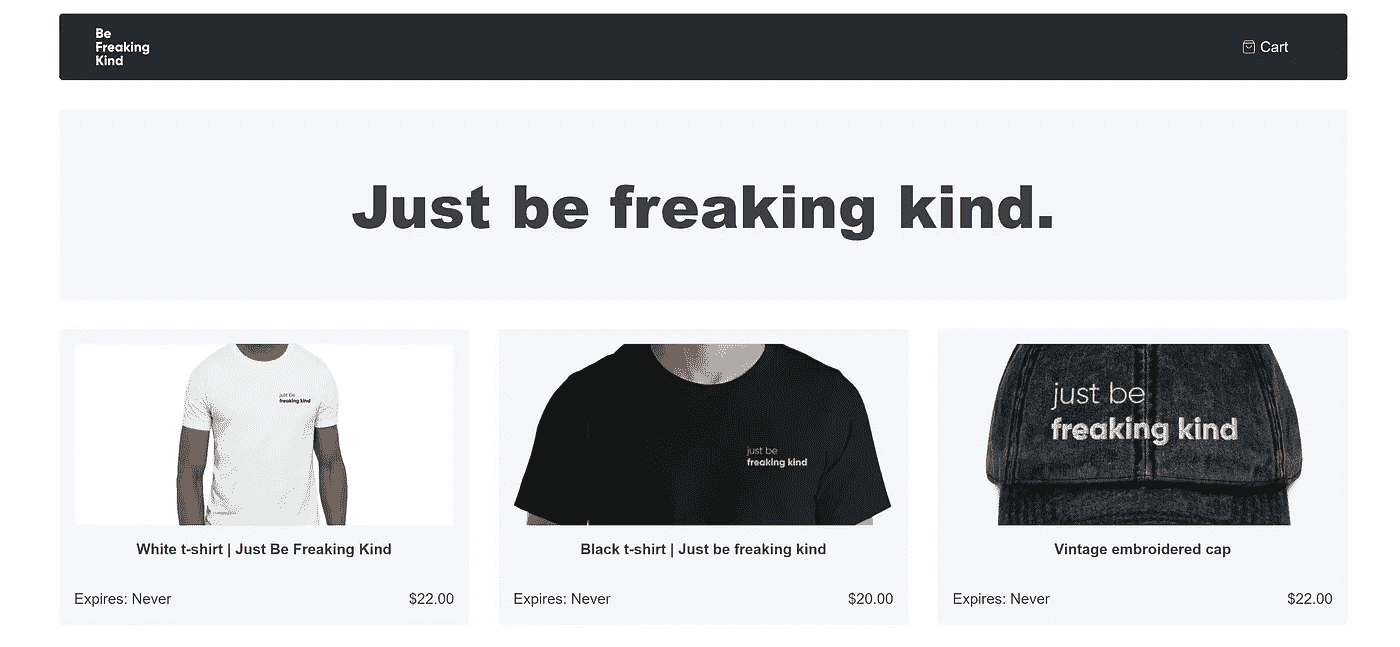 Be
Freaking
Kind
Cart
Just be freaking kind.
just be
freaking kind
just be
freaking kind
just be
freaking kind
White t-shirt | Just Be Freaking Kind
Black t-shirt | Just be freaking kind
Vintage embroidered cap
Expires: Never
$22.00
Expires: Never
$20.00
Expires: Never
$22.00